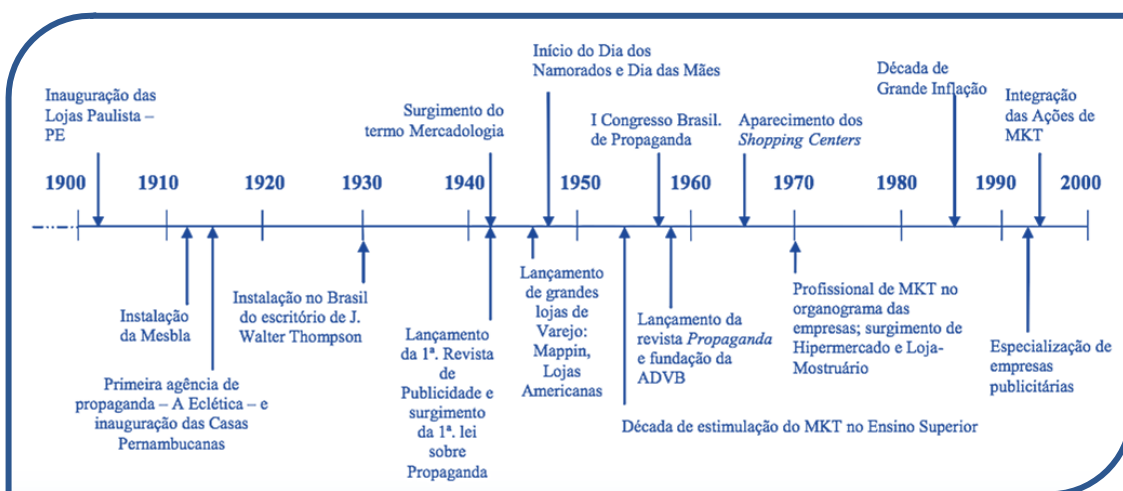 Inauguração das
Lojas Paulista –
PE
Surgimento do
termo Mercadologia
Início do Dia dos
Namorados e Dia das Mães
I Congresso Brasil.
de Propaganda
Aparecimento dos
Shopping Centers
Década de
Grande Inflação
Integração
das Ações de
MKT
1900 1910 1920 1930 1940 1950 1960 1970 1980 1990 2000
Instalação
da Mesbla
Primeira agência de
propaganda – A Eclética – e
inauguração das Casas
Pernambucanas
Instalação no Brasil
do escritório de J.
Walter Thompson
Lançamento
da 1ª. Revista
de
Publicidade e
surgimento
da 1ª. lei
sobre
Propaganda
Lançamento
de grandes
lojas de
Varejo:
Mappin,
Lojas
Americanas
Década de estimulação do MKT no Ensino Superior
Lançamento da
revista Propaganda
e fundação da
ADVB
Profissional de MKT no
organograma das
empresas; surgimento de
Hipermercado e Loja-
Mostruário
Especialização de
empresas
publicitárias